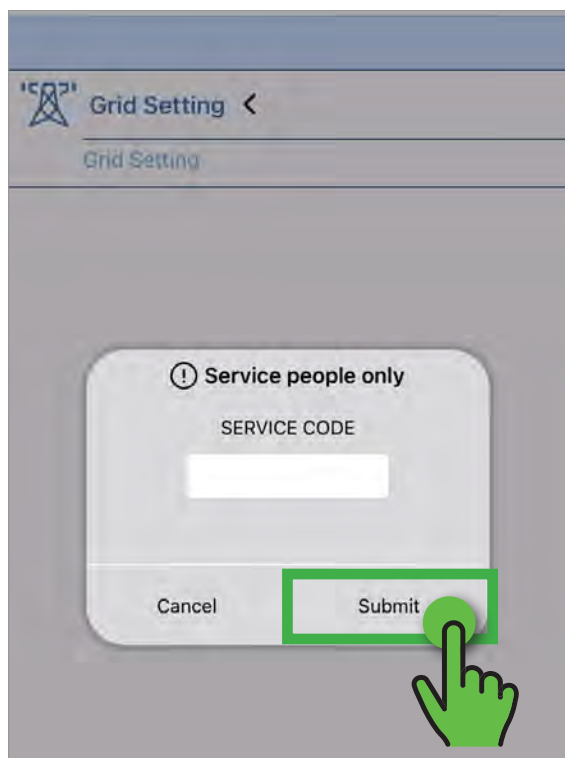 Grid Setting <
Grid Setting
Service people only
SERVICE CODE
Cancel
Submit